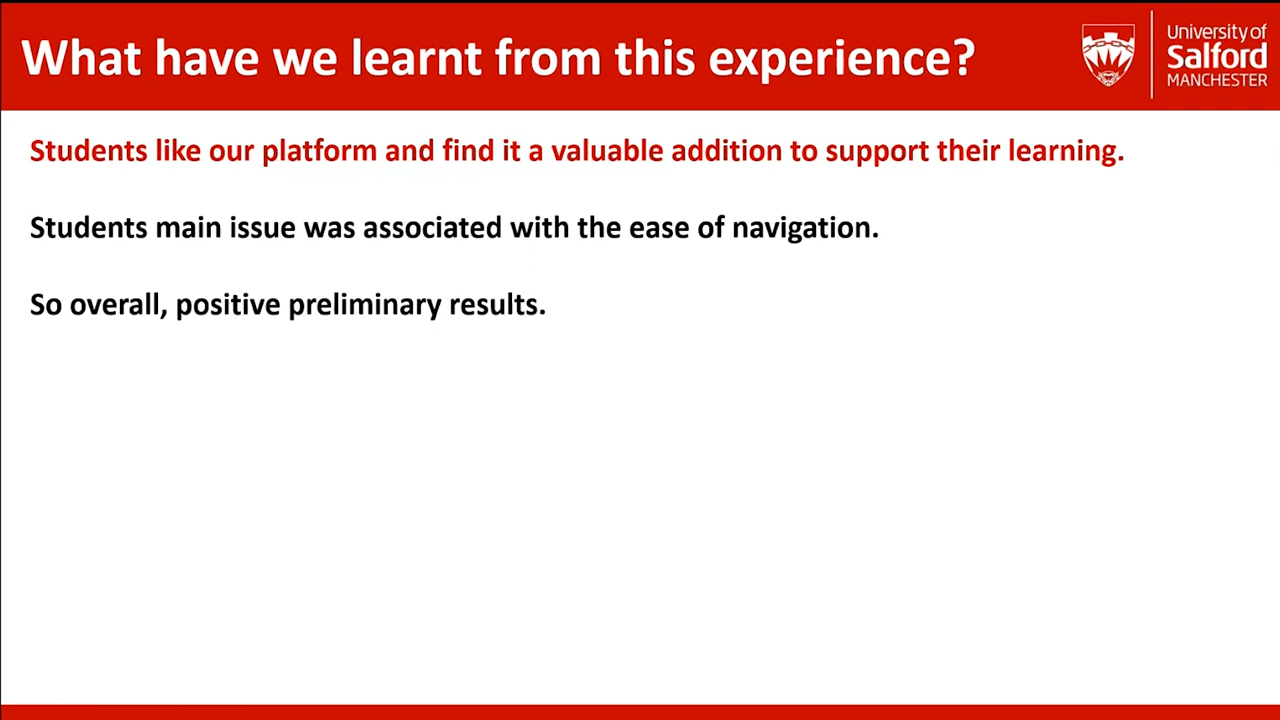 What have we learnt from this experience?
University of
Salford
MANCHESTER
Students like our platform and find it a valuable addition to support their learning.
Students main issue was associated with the ease of navigation.
So overall, positive preliminary results.